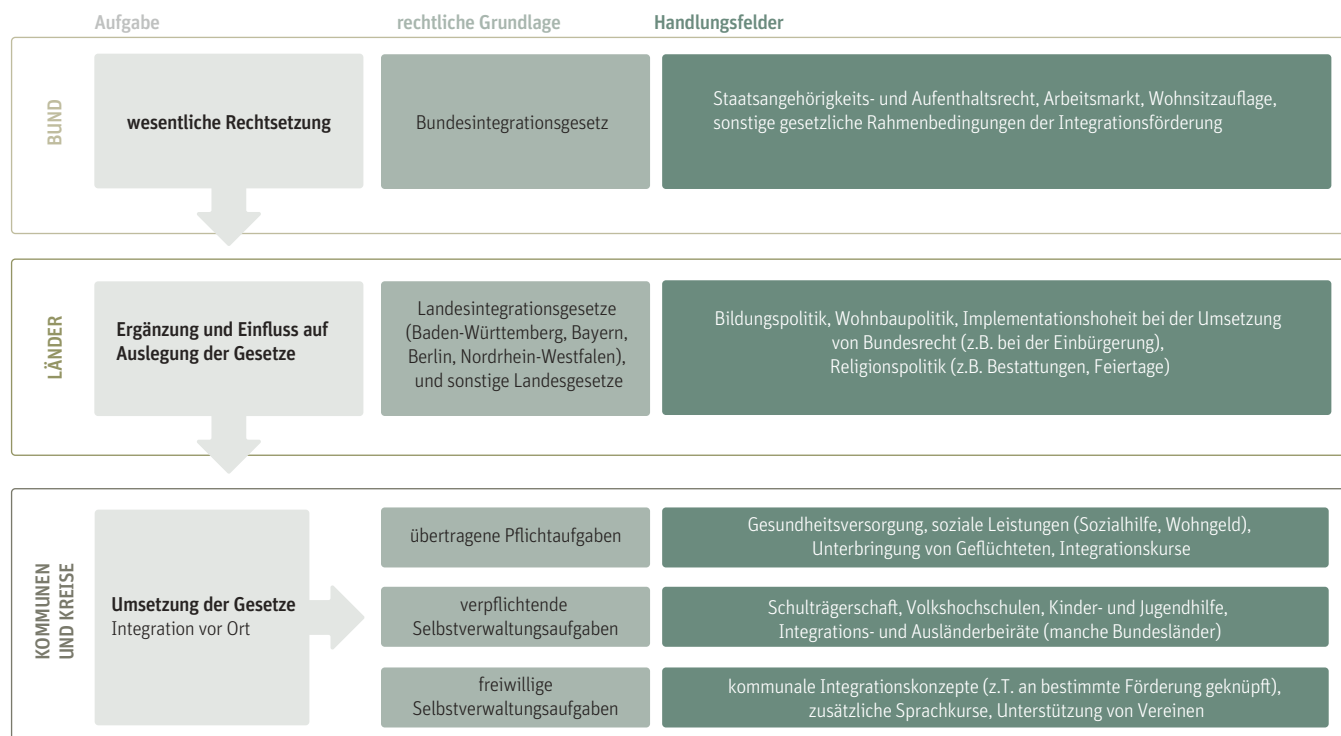 Aufgabe
rechtliche Grundlage
Handlungsfelder
BUND
wesentliche Rechtsetzung
Bundesintegrationsgesetz
Staatsangehörigkeits- und Aufenthaltsrecht, Arbeitsmarkt, Wohnsitzauflage,
sonstige gesetzliche Rahmenbedingungen der Integrationsförderung
LÄNDER
Ergänzung und Einfluss auf
Auslegung der Gesetze
Landesintegrationsgesetze
(Baden-Württemberg, Bayern,
Berlin, Nordrhein-Westfalen),
und sonstige Landesgesetze
Bildungspolitik, Wohnbaupolitik, Implementationshoheit bei der Umsetzung
von Bundesrecht (z.B. bei der Einbürgerung),
Religionspolitik (z.B. Bestattungen, Feiertage)
KOMMUNEN
UND KREISE
Umsetzung der Gesetze
Integration vor Ort
übertragene Pflichtaufgaben
Gesundheitsversorgung, soziale Leistungen (Sozialhilfe, Wohngeld),
Unterbringung von Geflüchteten, Integrationskurse
verpflichtende
Selbstverwaltungsaufgaben
Schulträgerschaft, Volkshochschulen, Kinder- und Jugendhilfe,
Integrations- und Ausländerbeiräte (manche Bundesländer)
freiwillige
Selbstverwaltungsaufgaben
kommunale Integrationskonzepte (z.T. an bestimmte Förderung geknüpft),
zusätzliche Sprachkurse, Unterstützung von Vereinen